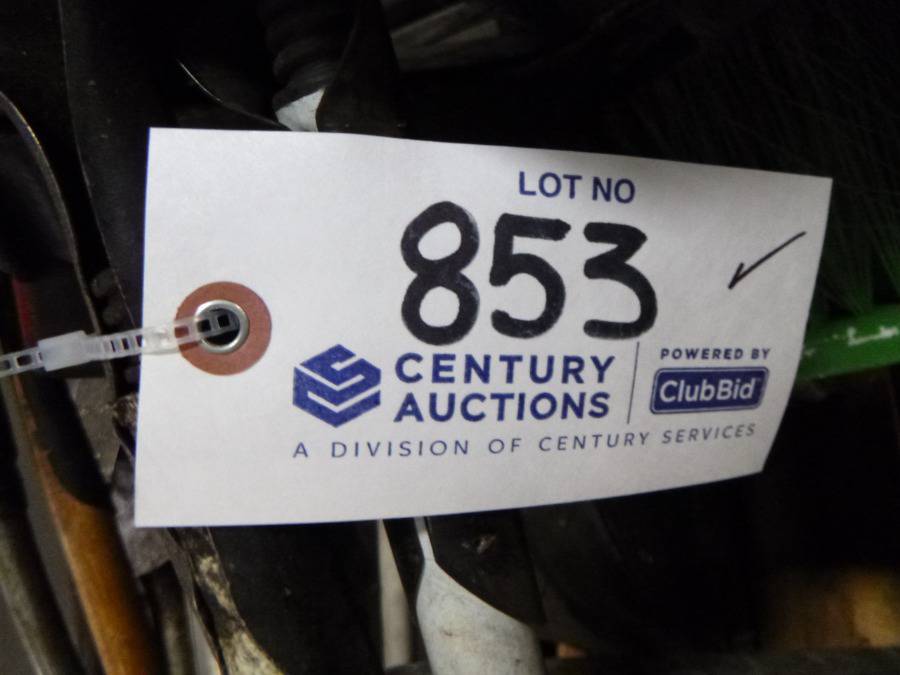 LOT NO
853
CENTURY
AUCTIONS
POWERED BY
ClubBid
A DIVISION OF CENTURY SERVICES